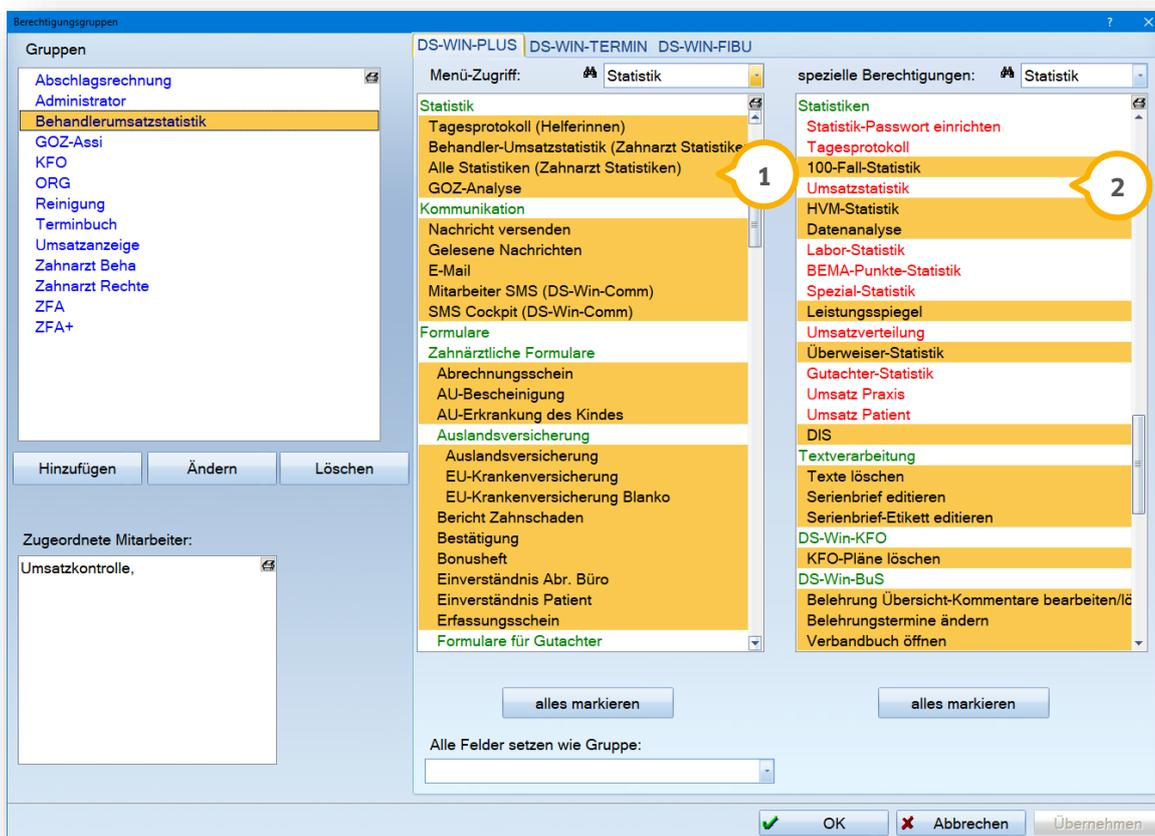 Berechtigungsgruppen
Gruppen
Abschlagsrechnung
Administrator
Behandlerumsatzstatistik
GOZ-Assi
KFO
ORG
Reinigung
Terminbuch
Umsatzanzeige
Zahnarzt Beha
Zahnarzt Rechte
ZFA
ZFA+
Hinzufügen
Ändern
Löschen
Zugeordnete Mitarbeiter:
Umsatzkontrolle,
DS-WIN-PLUS DS-WIN-TERMIN DS-WIN-FIBU
Menü-Zugriff: Statistik
Statistik
Tagesprotokoll (Helferinnen)
Behandler-Umsatzstatistik (Zahnarzt Statistike
Alle Statistiken (Zahnarzt Statistiken)
GOZ-Analyse
Kommunikation
Nachricht versenden
Gelesene Nachrichten
E-Mail
Mitarbeiter SMS (DS-Win-Comm)
SMS Cockpit (DS-Win-Comm)
Formulare
Zahnärztliche Formulare
Abrechnungsschein
AU-Bescheinigung
AU-Erkrankung des Kindes
Auslandsversicherung
Auslandsversicherung
EU-Krankenversicherung
EU-Krankenversicherung Blanko
Bericht Zahnschaden
Bestätigung
Bonusheft
Einverständnis Abr. Büro
Einverständnis Patient
Erfassungsschein
Formulare für Gutachter
1
alles markieren
Alle Felder setzen wie Gruppe:
spezielle Berechtigungen: Statistik
Statistiken
Statistik-Passwort einrichten
Tagesprotokoll
100-Fall-Statistik
Umsatzstatistik
HVM-Statistik
Datenanalyse
Labor-Statistik
BEMA-Punkte-Statistik
Spezial-Statistik
Leistungsspiegel
Umsatzverteilung
Überweiser-Statistik
Gutachter-Statistik
Umsatz Praxis
Umsatz Patient
DIS
Textverarbeitung
Texte löschen
Serienbrief editieren
Serienbrief-Etikett editieren
DS-Win-KFO
KFO-Pläne löschen
DS-Win-BuS
Belehrung Übersicht-Kommentare bearbeiten/lö
Belehrungstermine ändern
Verbandbuch öffnen
2
alles markieren
OK
Abbrechen
Übernehmen